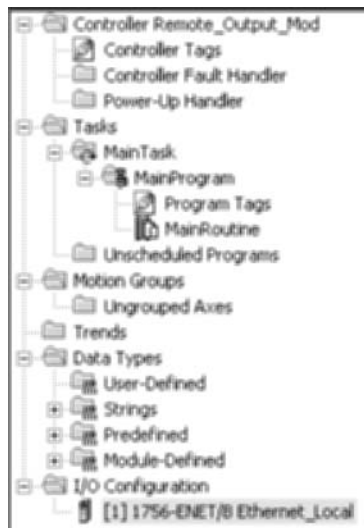 Controller Remote_Output_Mod
Controller Tags
Controller Fault Handler
Power-Up Handler
Tasks
MainTask
MainProgram
Program Tags
MainRoutine
Unscheduled Programs
Motion Groups
Ungrouped Axes
Trends
Data Types
User-Defined
Strings
Predefined
Module-Defined
I/O Configuration
[1] 1756-ENET/B Ethernet_Local